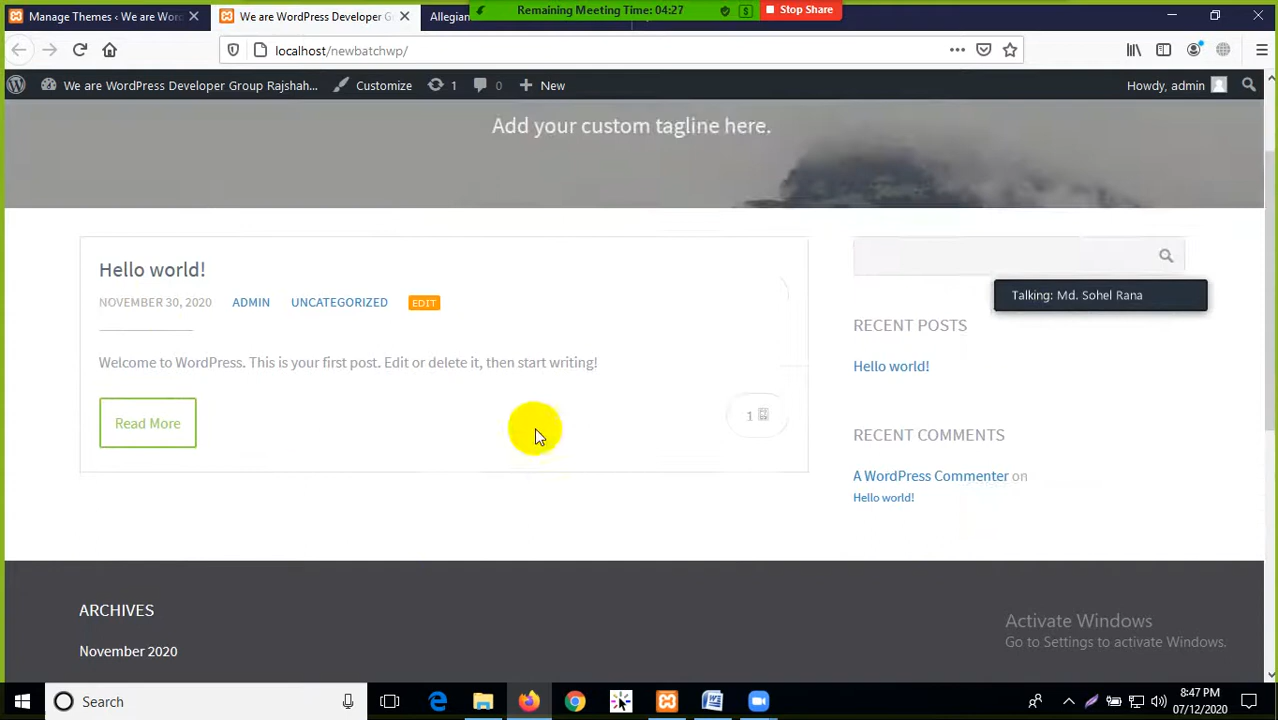 Remaining Meeting Time: 04:27
Stop Share
Manage Themes ‹ We are Word
We are WordPress Developer G
Allegian
localhost/newbatchwp/
We are WordPress Developer Group Rajshah...
Customize
1
0
New
Howdy, admin
Add your custom tagline here.
Hello world!
NOVEMBER 30, 2020 ADMIN UNCATEGORIZED EDIT
Talking: Md. Sohel Rana
RECENT POSTS
Welcome to WordPress. This is your first post. Edit or delete it, then start writing!
Hello world!
Read More
1
RECENT COMMENTS
A WordPress Commenter on
Hello world!
ARCHIVES
November 2020
Activate Windows
Go to Settings to activate Windows.
Search
8:47 PM
07/12/2020